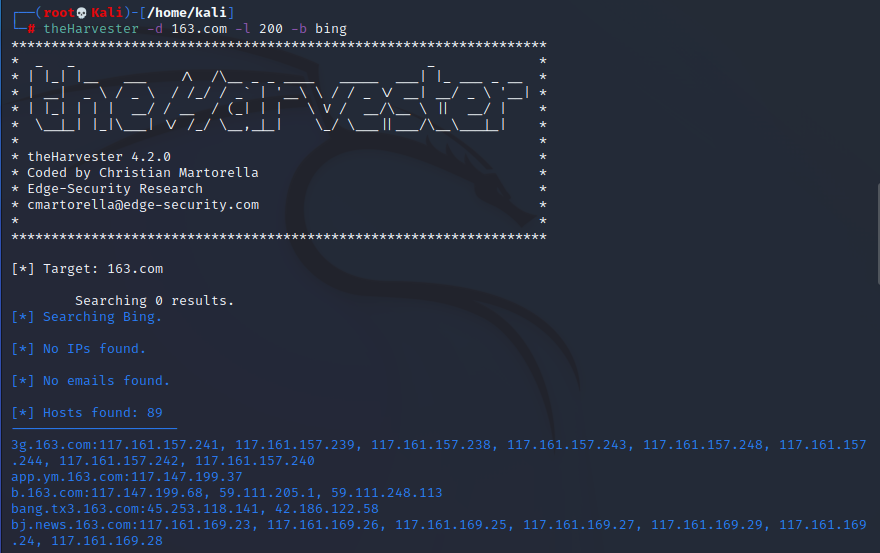 ┌──(root💀Kali)-[/home/kali]
└─# theHarvester -d 163.com -l 200 -b bing
*******************************************************************
*  _   _                                            _             *
* | |_| |__   ___    /\  /\__ _ _ ____   _____  ___| |_ ___ _ __  *
* | __|  _ \ / _ \  / /_/ / _` | '__\ \ / / _ \/ __| __/ _ \ '__| *
* | |_| | | |  __/ / __  / (_| | |   \ V /  __/\__ \ ||  __/ |    *
*  \__|_| |_|\___| \/ /_/ \__,_|_|    \_/ \___||___/\__\___|_|    *
*                                                                 *
* theHarvester 4.2.0                                              *
* Coded by Christian Martorella                                   *
* Edge-Security Research                                          *
* cmartorella@edge-security.com                                   *
*                                                                 *
*******************************************************************
[*] Target: 163.com
Searching 0 results.
[*] Searching Bing.
[*] No IPs found.
[*] No emails found.
[*] Hosts found: 89
---------------------
3g.163.com:117.161.157.241, 117.161.157.239, 117.161.157.238, 117.161.157.243, 117.161.157.248, 117.161.157
.244, 117.161.157.242, 117.161.157.240
app.ym.163.com:117.147.199.37
b.163.com:117.147.199.68, 59.111.205.1, 59.111.248.113
bang.tx3.163.com:45.253.118.141, 42.186.122.58
bj.news.163.com:117.161.169.23, 117.161.169.26, 117.161.169.25, 117.161.169.27, 117.161.169.29, 117.161.169
.24, 117.161.169.28